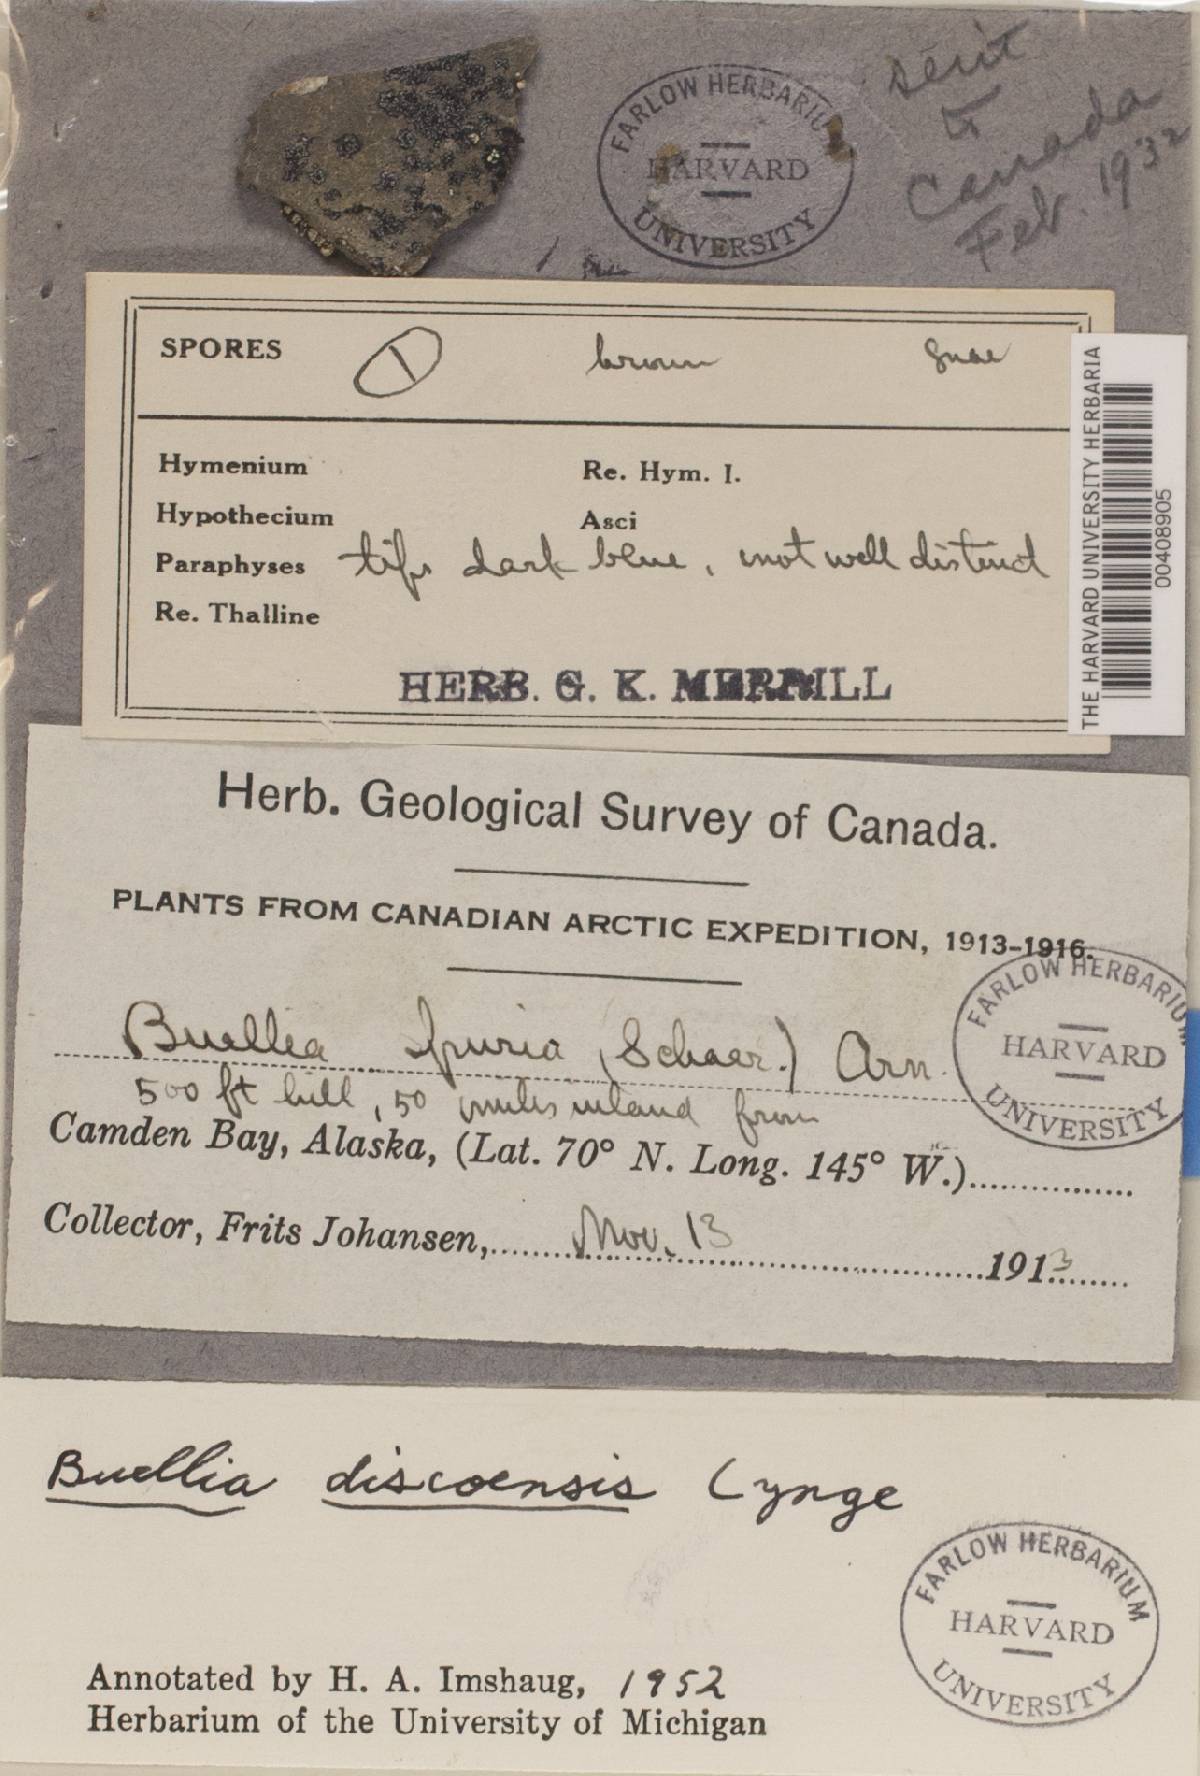 FARLOW HERBARIUM
HARVARD
UNIVERSITY
sent
to
Canada
Feb. 1932
SPORES brown
Hymenium Re. Hym. I.
Hypothecium Asci
Paraphyses tips dark blue, not well distinct
Re. Thalline
HERB. G. K. MERRILL
THE HARVARD UNIVERSITY HERBARIA
00408905
Herb. Geological Survey of Canada.
PLANTS FROM CANADIAN ARCTIC EXPEDITION, 1913-1916.
FARLOW HERBARIUM
HARVARD
UNIVERSITY
Buellia spuria (Schaer.) Arn.
500 ft hill, 50 miles inland from
Camden Bay, Alaska, (Lat. 70° N. Long. 145° W.)
Collector, Frits Johansen, Nov. 13 1913
Buellia discoensis Lynge
FARLOW HERBARIUM
HARVARD
UNIVERSITY
Annotated by H. A. Imshaug, 1952
Herbarium of the University of Michigan